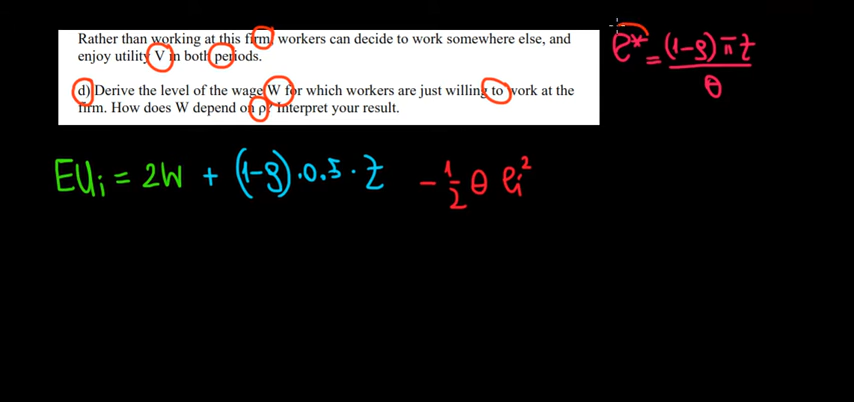 Rather than working at this firm, workers can decide to work somewhere else, and
enjoy utility V in both periods.
d) Derive the level of the wage W for which workers are just willing to work at the
firm. How does W depend on ρ? Interpret your result.
e* = (1-ρ) π z / θ
EUi = 2W + (1-ρ) · 0.5 · z - 1/2 θ ei²